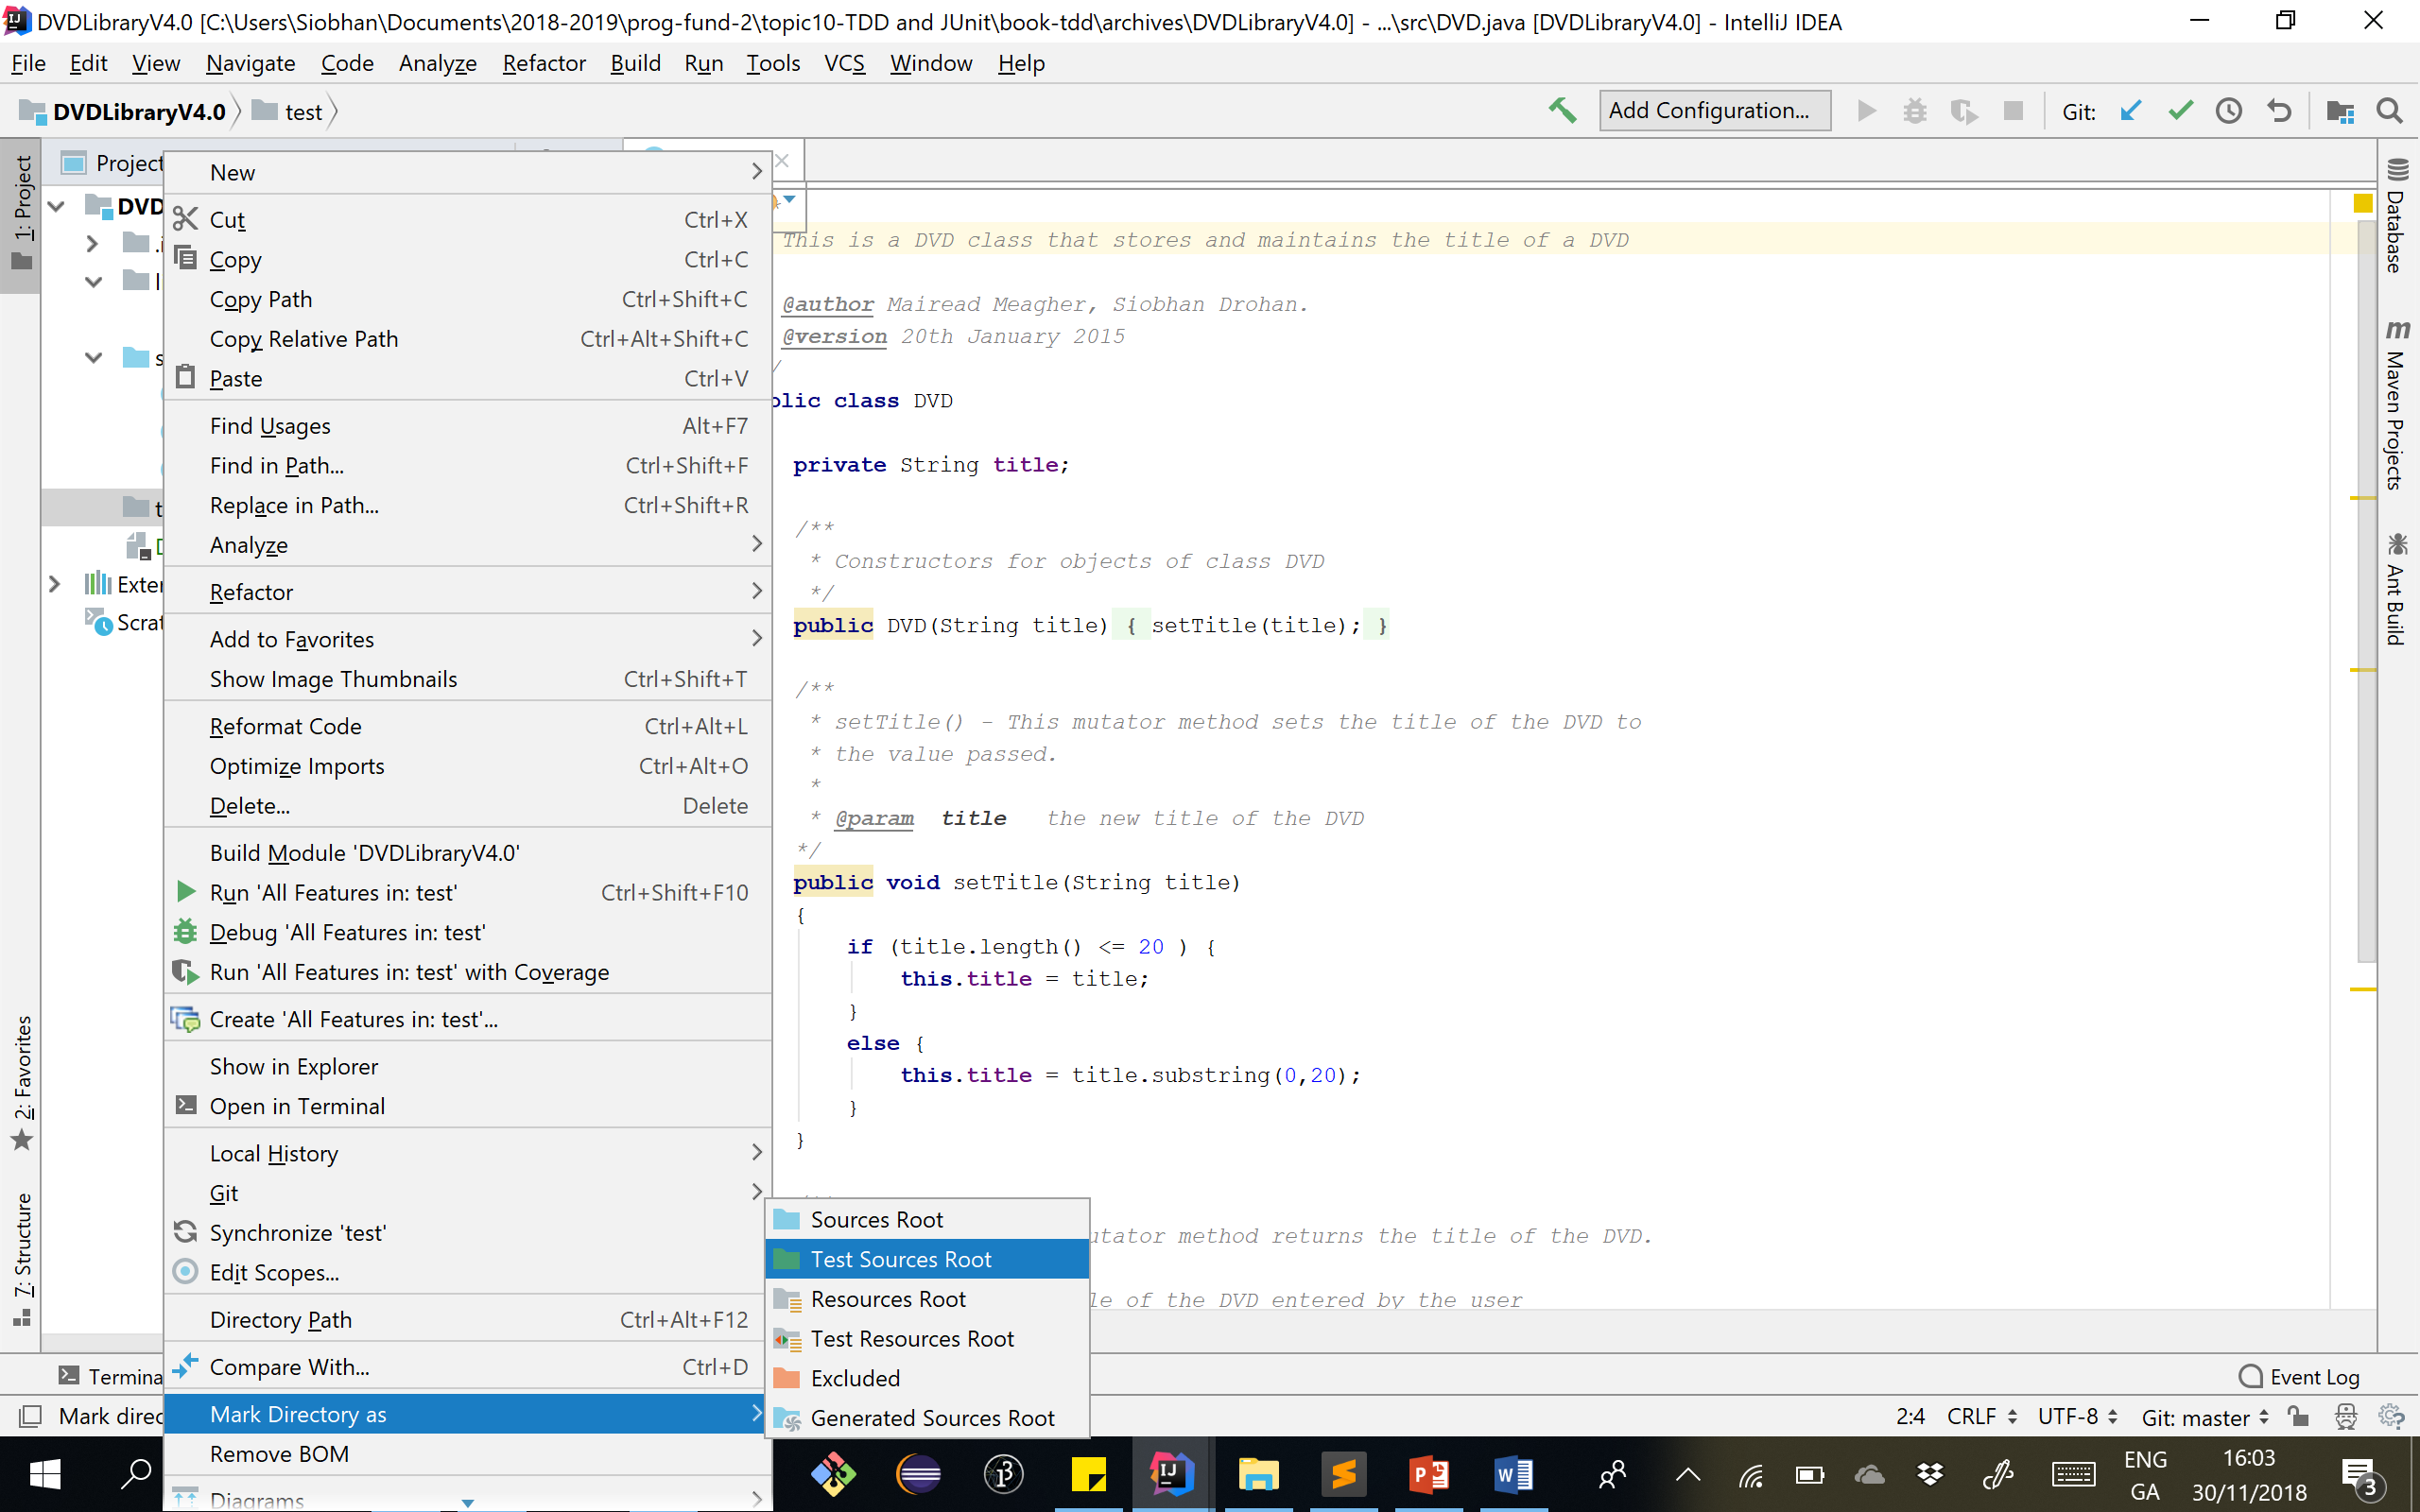 DVDLibraryV4.0 [C:\Users\Siobhan\Documents\2018-2019\prog-fund-2\topic10-TDD and JUnit\book-tdd\archives\DVDLibraryV4.0] - ...\src\DVD.java [DVDLibraryV4.0] - IntelliJ IDEA
File Edit View Navigate Code Analyze Refactor Build Run Tools VCS Window Help
DVDLibraryV4.0 test Add Configuration... Git:
1: Project
2: Favorites
7: Structure
Project
DVD
Exter
Scrat
New
Cut Ctrl+X
Copy Ctrl+C
Copy Path Ctrl+Shift+C
Copy Relative Path Ctrl+Alt+Shift+C
Paste Ctrl+V
Find Usages Alt+F7
Find in Path... Ctrl+Shift+F
Replace in Path... Ctrl+Shift+R
Analyze
Refactor
Add to Favorites
Show Image Thumbnails Ctrl+Shift+T
Reformat Code Ctrl+Alt+L
Optimize Imports Ctrl+Alt+O
Delete... Delete
Build Module 'DVDLibraryV4.0'
Run 'All Features in: test' Ctrl+Shift+F10
Debug 'All Features in: test'
Run 'All Features in: test' with Coverage
Create 'All Features in: test'...
Show in Explorer
Open in Terminal
Local History
Git
Synchronize 'test'
Edit Scopes...
Directory Path Ctrl+Alt+F12
Compare With... Ctrl+D
Mark Directory as
Remove BOM
Diagrams
Sources Root
Test Sources Root
Resources Root
Test Resources Root
Excluded
Generated Sources Root
This is a DVD class that stores and maintains the title of a DVD
@author Mairead Meagher, Siobhan Drohan.
@version 20th January 2015
/
blic class DVD
private String title;
/**
* Constructors for objects of class DVD
*/
public DVD(String title) { setTitle(title); }
/**
* setTitle() - This mutator method sets the title of the DVD to
* the value passed.
*
* @param title the new title of the DVD
*/
public void setTitle(String title)
{
if (title.length() <= 20 ) {
this.title = title;
}
else {
this.title = title.substring(0,20);
}
}
utator method returns the title of the DVD.
le of the DVD entered by the user
Database
Maven Projects
Ant Build
Termina Event Log
Mark direc 2:4 CRLF UTF-8 Git: master
ENG
GA
16:03
30/11/2018
3